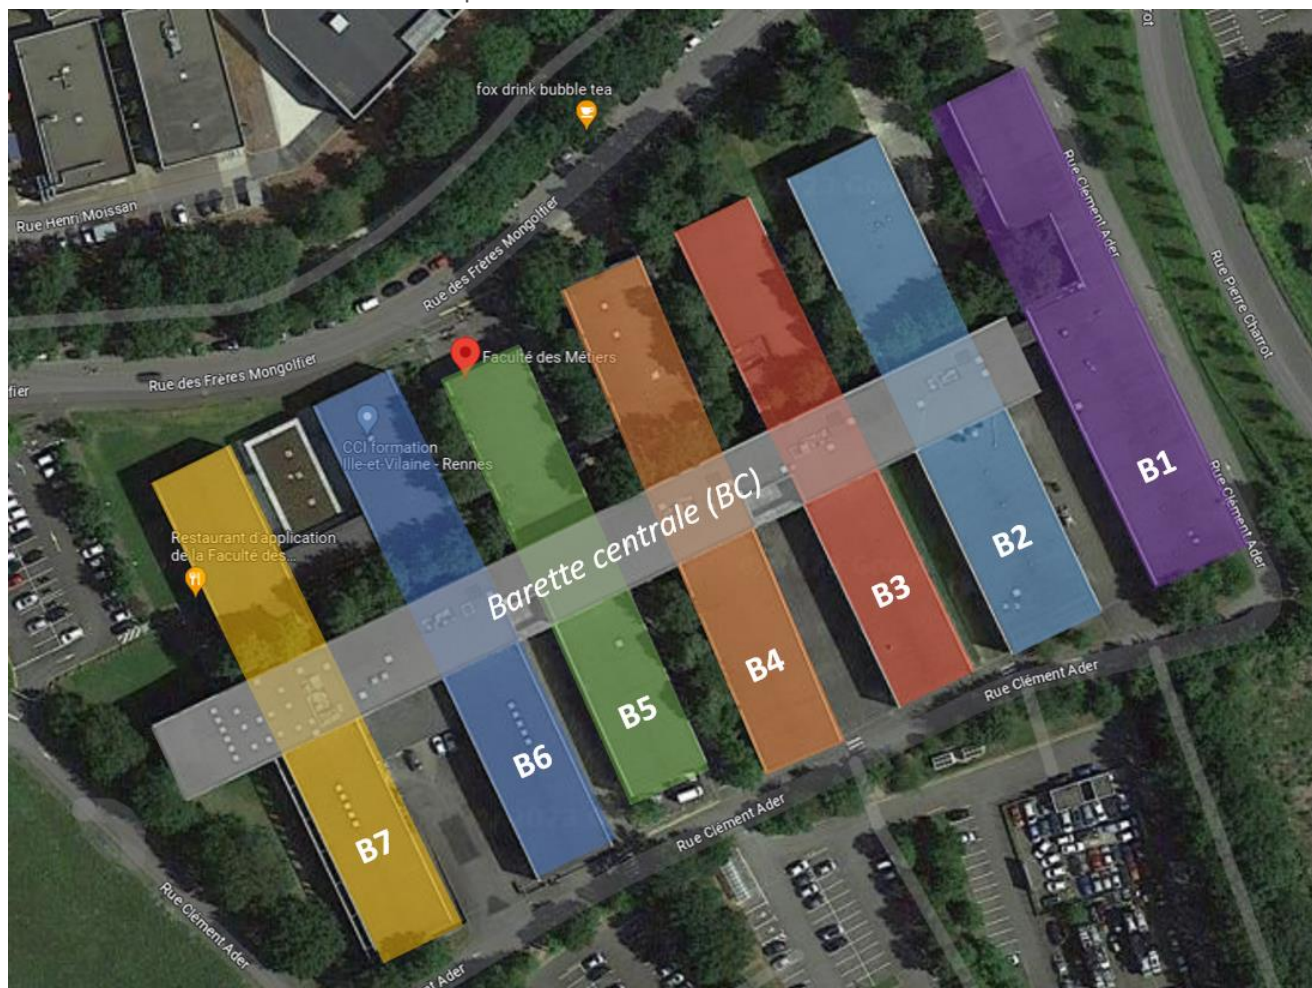 fox drink bubble tea
Rue Henri Moissan
Rue des Frères Mongolfier
Rue Clément Ader
Rue Pierre Charrot
Faculté des Métiers
Rue des Frères Mongolfier
fier
CCI formation
Ille-et-Vilaine - Rennes
B1
Rue Clément Ader
Barette centrale (BC)
Restaurant d'application
de la Faculté des...
B2
B3
B4
B5
B6
B7
Rue Clément Ader
Rue Clément Ader
Rue Clément Ader
nt Ader